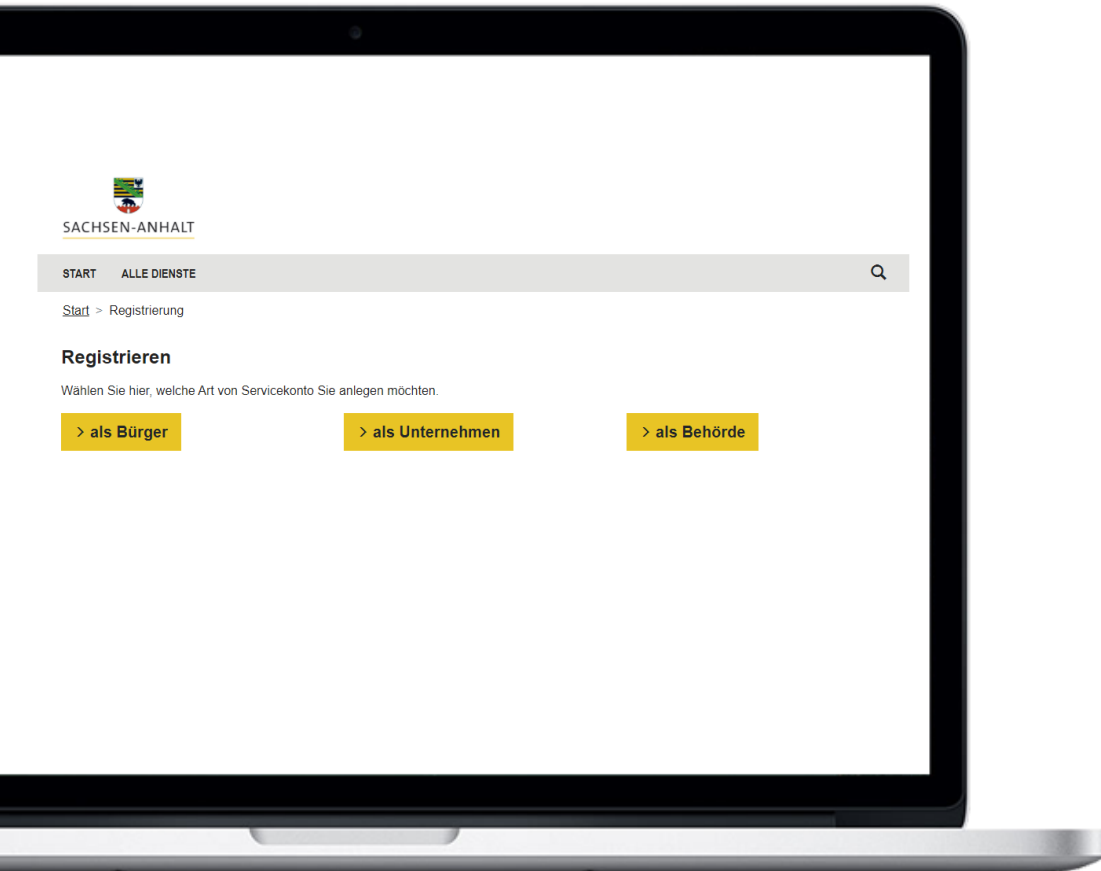 SACHSEN-ANHALT
START ALLE DIENSTE
Start > Registrierung
Registrieren
Wählen Sie hier, welche Art von Servicekonto Sie anlegen möchten.
> als Bürger > als Unternehmen > als Behörde